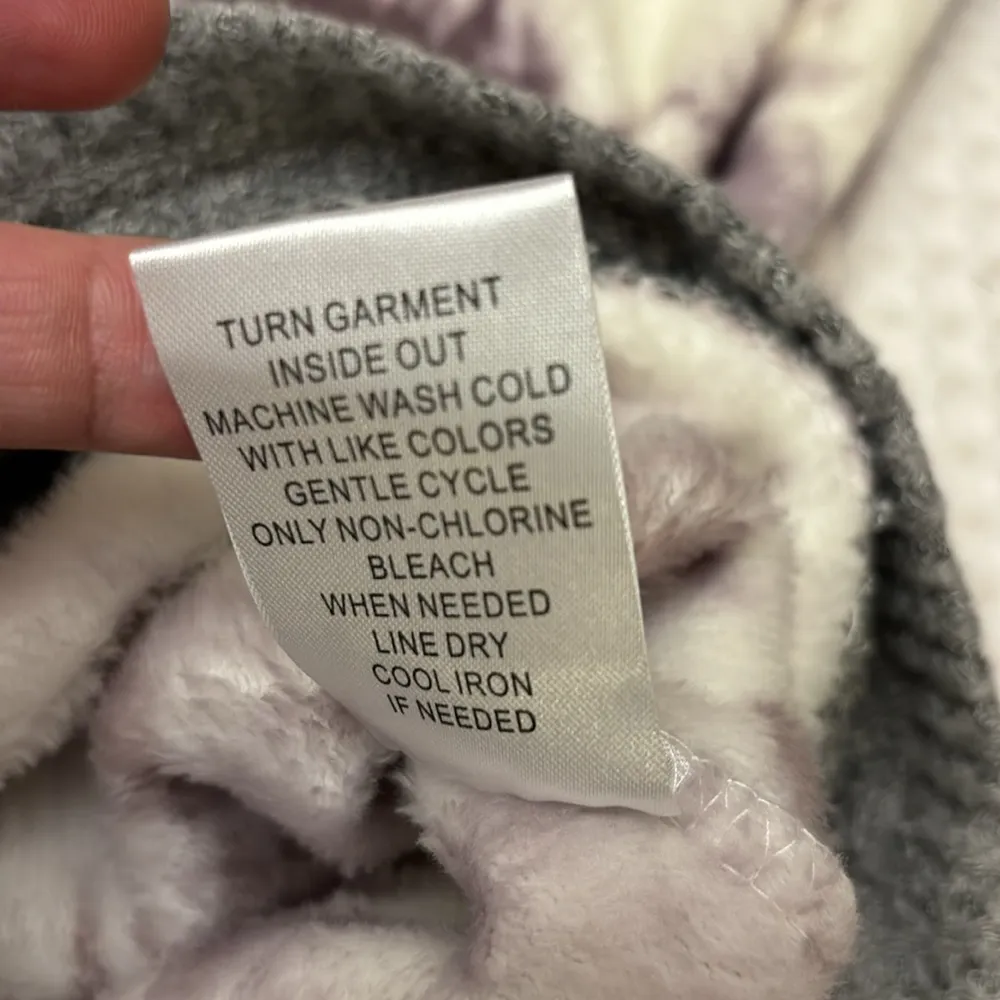 TURN GARMENT
INSIDE OUT
MACHINE WASH COLD
WITH LIKE COLORS
GENTLE CYCLE
ONLY NON-CHLORINE
BLEACH
WHEN NEEDED
LINE DRY
COOL IRON
IF NEEDED